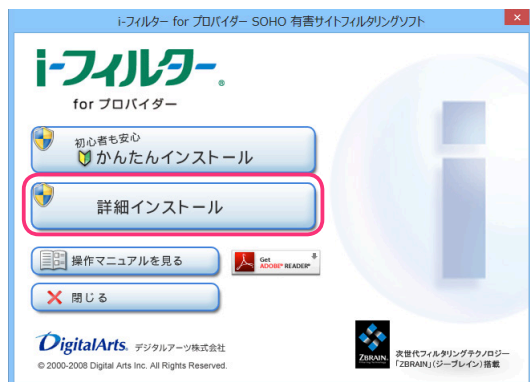 i-フィルター for プロバイダー SOHO 有害サイトフィルタリングソフト
i-フィルター®
for プロバイダー
初心者も安心
かんたんインストール
詳細インストール
操作マニュアルを見る
Get
ADOBE® READER®
閉じる
DigitalArts. デジタルアーツ株式会社
© 2000-2008 Digital Arts Inc. All Rights Reserved.
ZBRAIN.
次世代フィルタリングテクノロジー
「ZBRAIN」(ジーブレイン)搭載